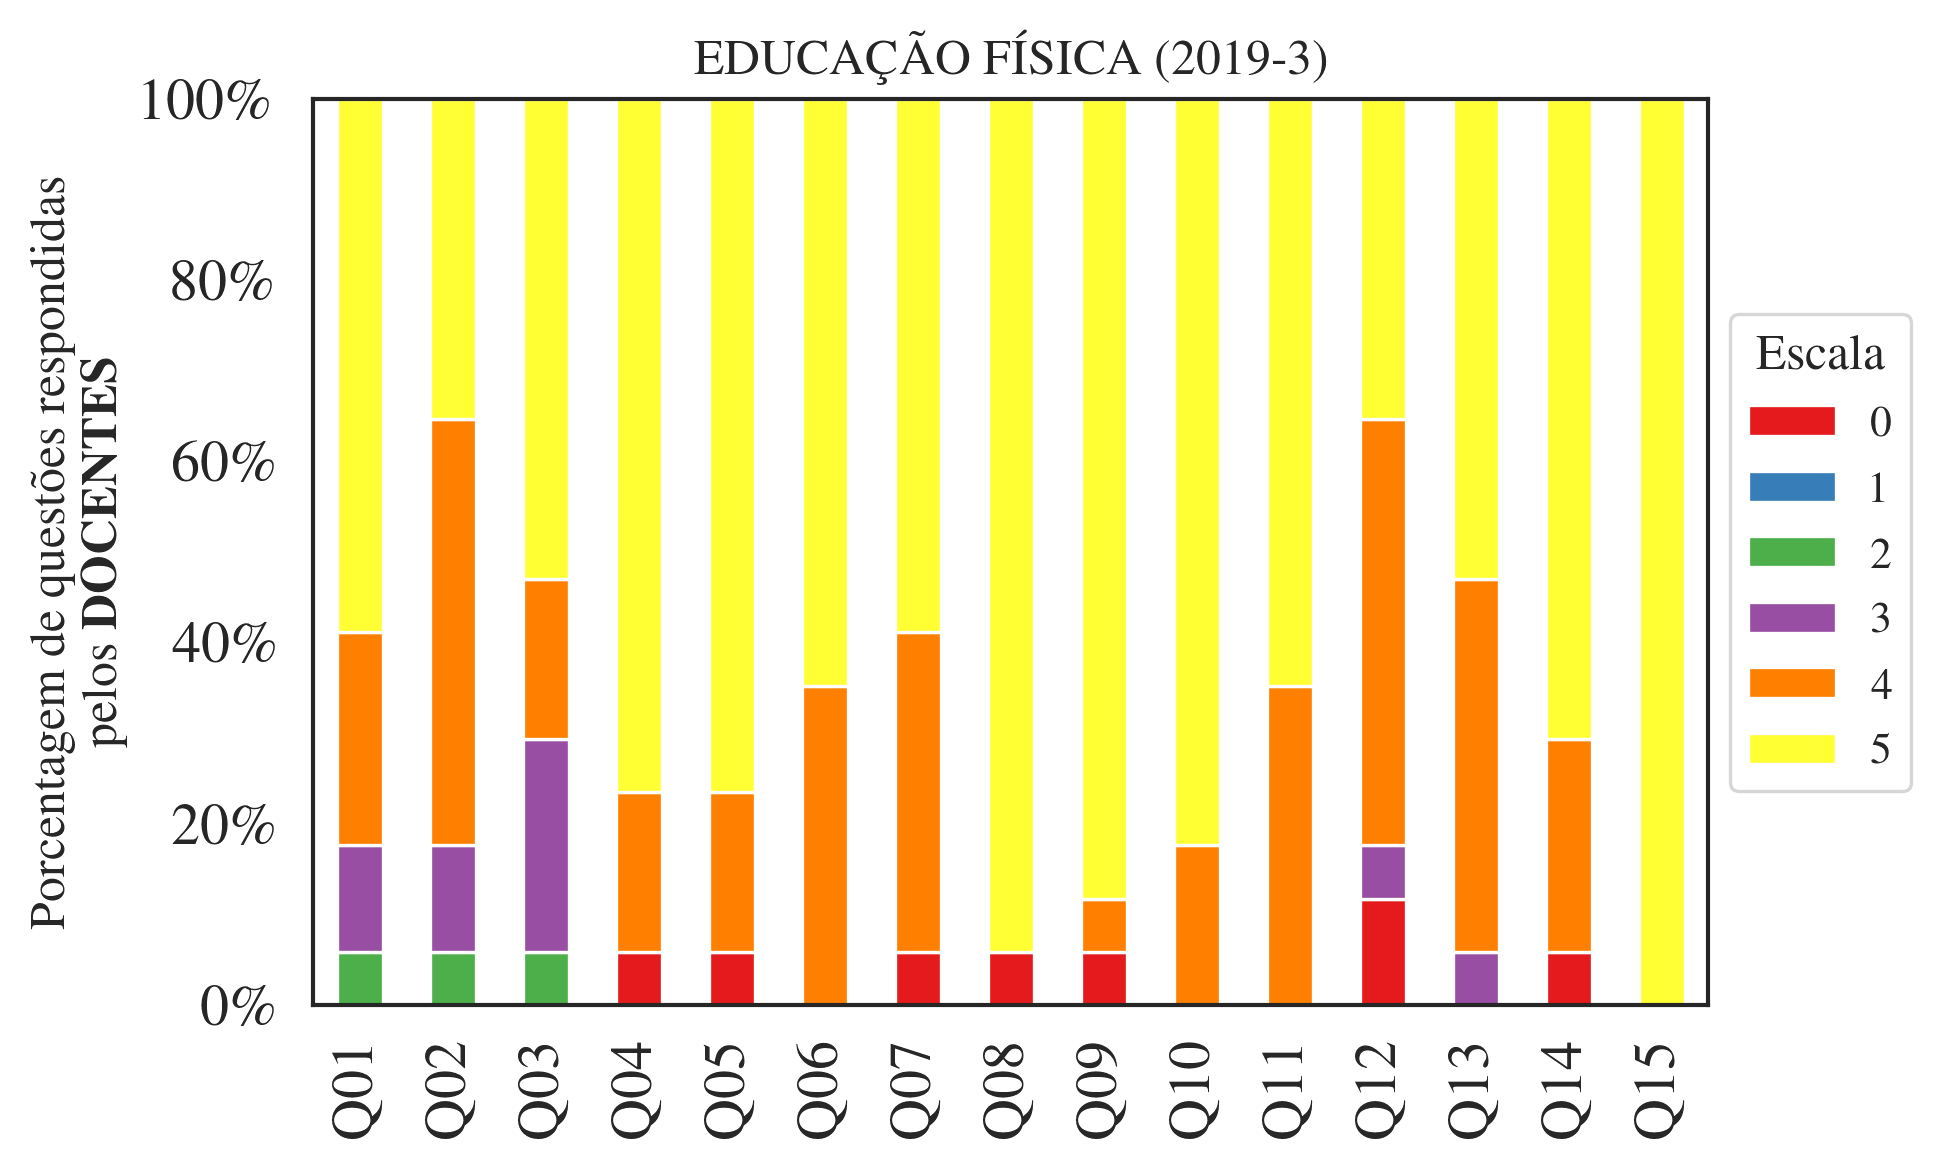 EDUCAÇÃO FÍSICA (2019-3)
Porcentagem de questões respondidas
pelos DOCENTES
100%
80%
60%
40%
20%
0%
Q01
Q02
Q03
Q04
Q05
Q06
Q07
Q08
Q09
Q10
Q11
Q12
Q13
Q14
Q15
Escala
0
1
2
3
4
5